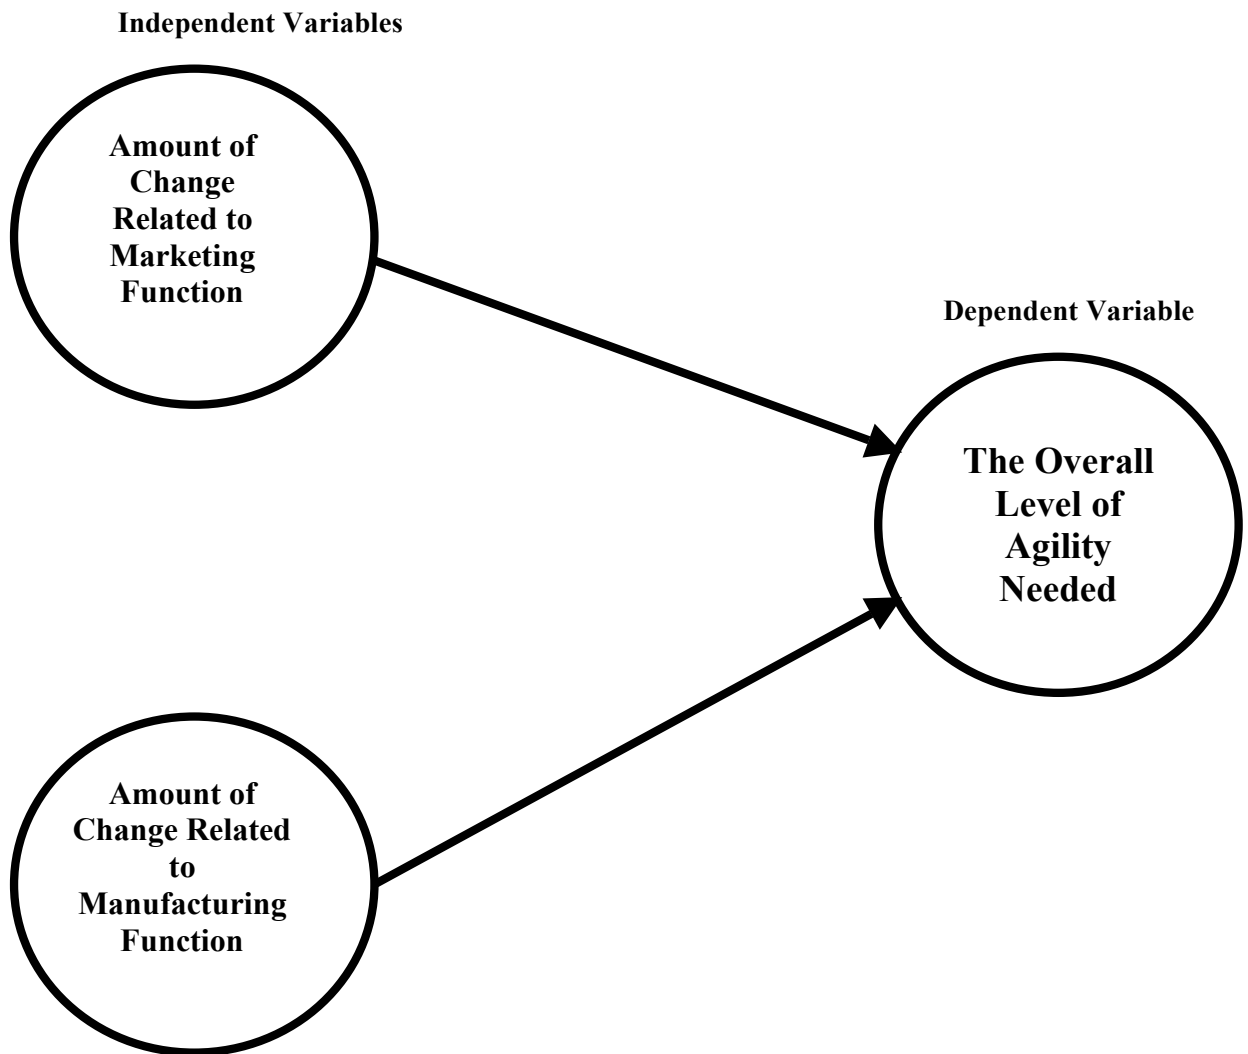 Independent Variables
Amount of
Change
Related to
Marketing
Function
Dependent Variable
The Overall
Level of
Agility
Needed
Amount of
Change Related
to
Manufacturing
Function